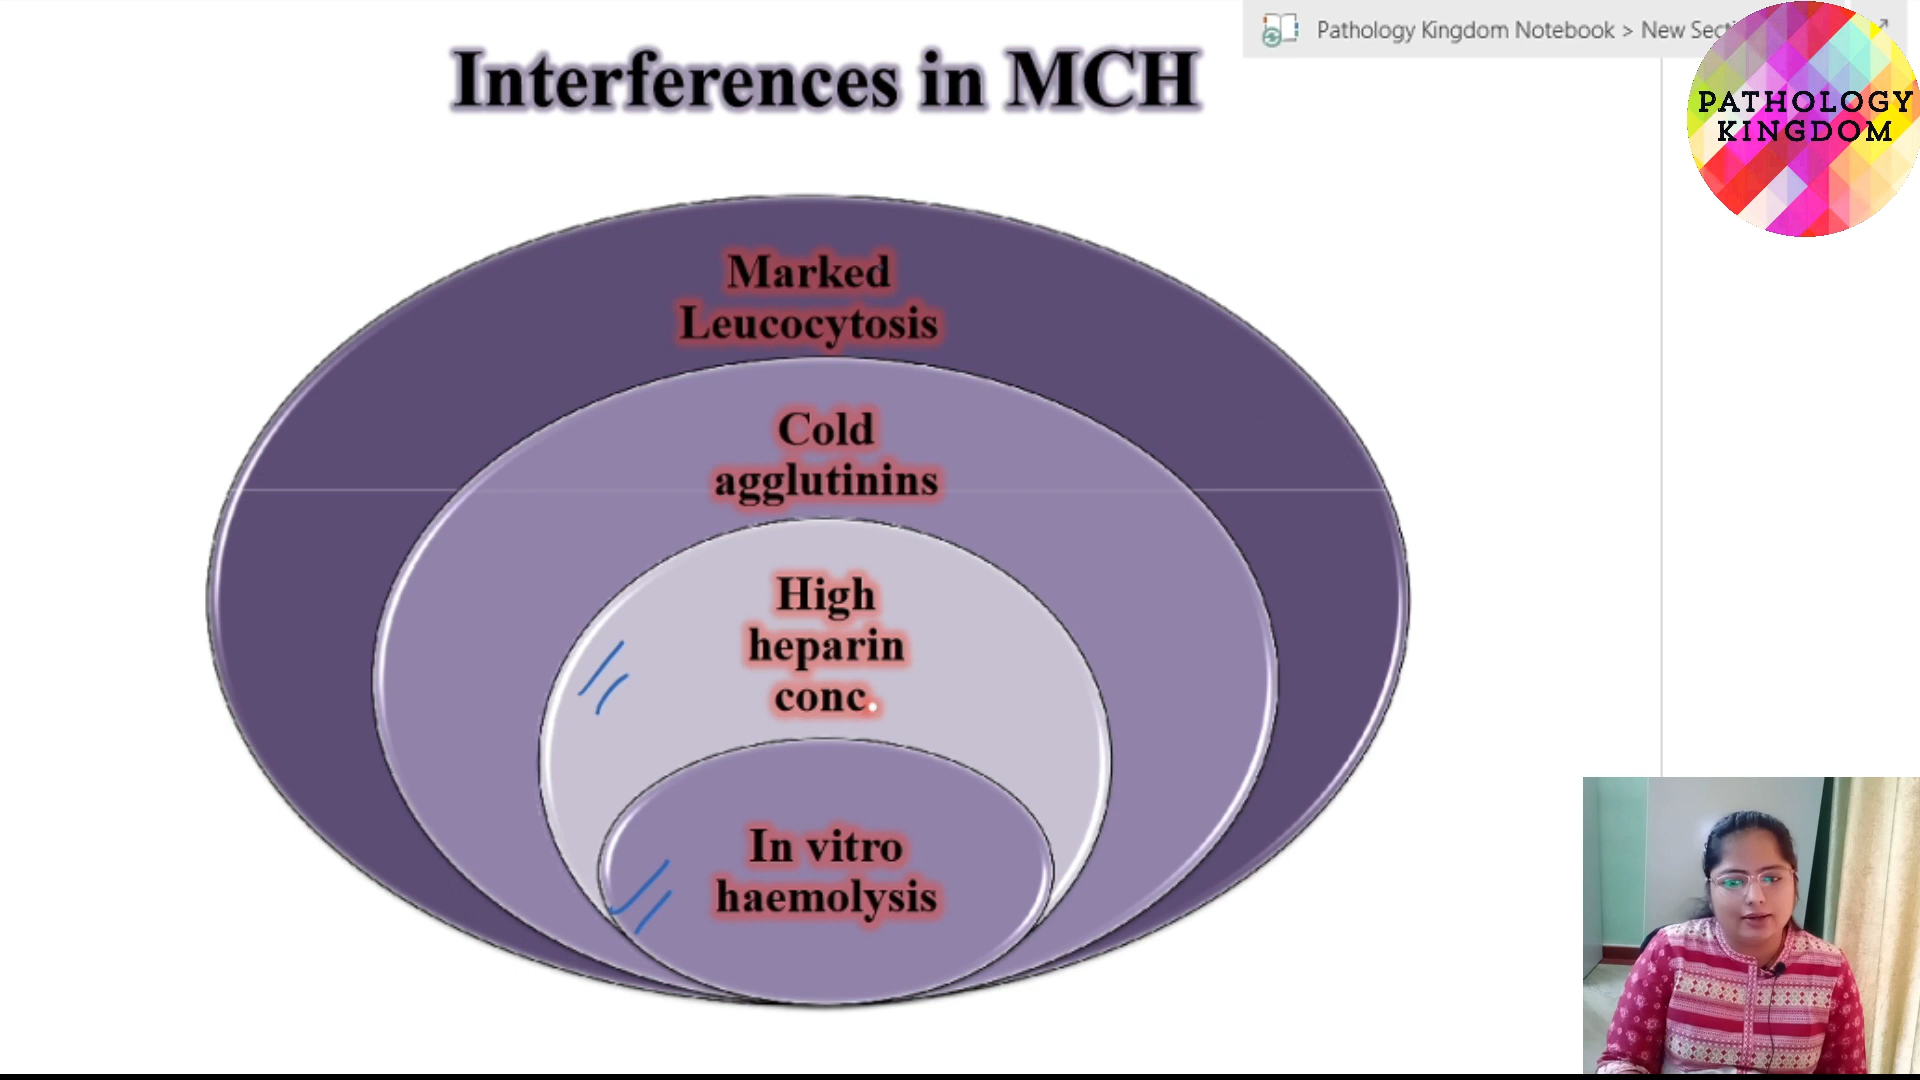 Pathology Kingdom Notebook > New Sec
Interferences in MCH
PATHOLOGY
KINGDOM
Marked
Leucocytosis
Cold
agglutinins
High
heparin
conc.
In vitro
haemolysis